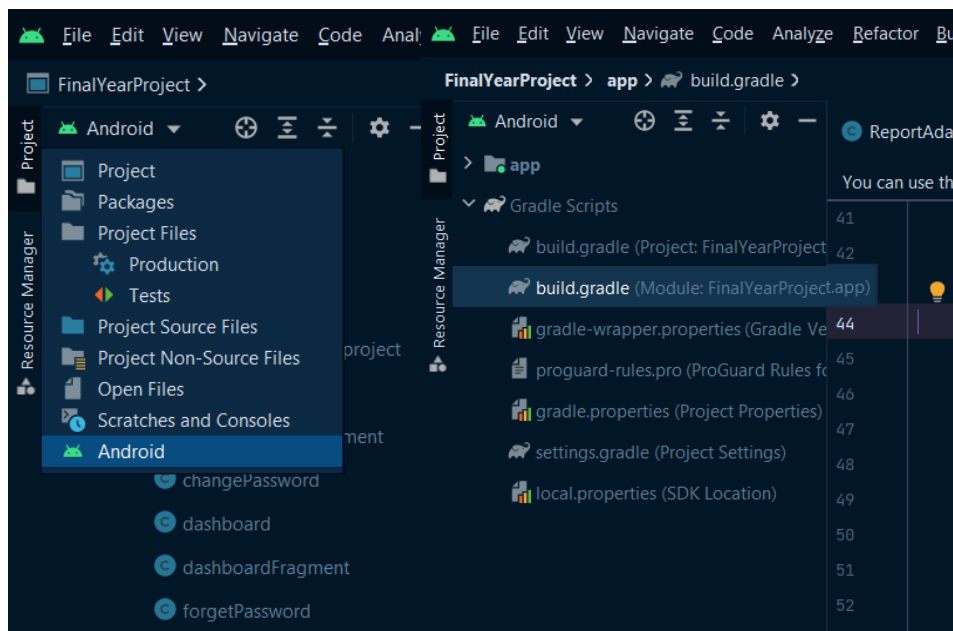 File Edit View Navigate Code Anal
FinalYearProject >
Android
Project
Resource Manager
Project
Packages
Project Files
Production
Tests
Project Source Files
Project Non-Source Files
Open Files
Scratches and Consoles
Android
project
ment
changePassword
dashboard
dashboardFragment
forgetPassword
File Edit View Navigate Code Analyze Refactor Bu
FinalYearProject > app > build.gradle >
Android
Project
Resource Manager
app
Gradle Scripts
build.gradle (Project: FinalYearProject
build.gradle (Module: FinalYearProject.app)
gradle-wrapper.properties (Gradle Ve
proguard-rules.pro (ProGuard Rules fo
gradle.properties (Project Properties)
settings.gradle (Project Settings)
local.properties (SDK Location)
ReportAda
You can use th
41
42
44
45
46
47
48
49
50
51
52